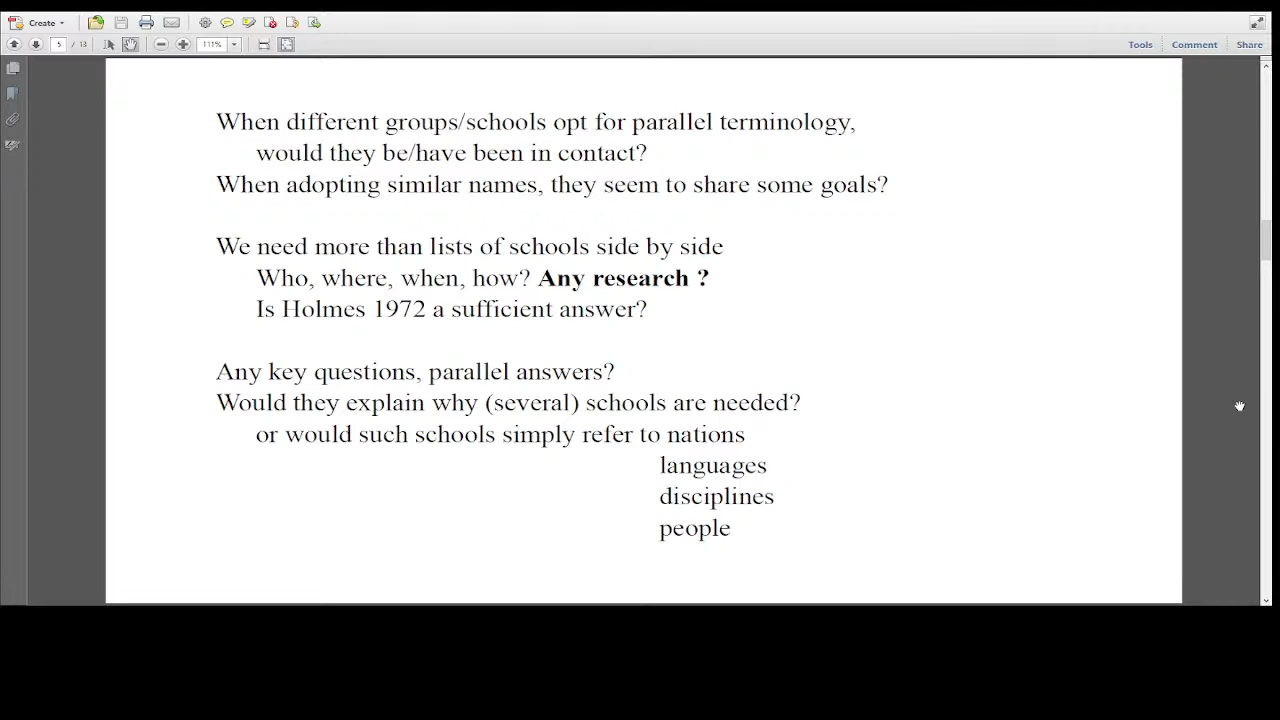 Create
5 / 13
111%
Tools Comment Share
When different groups/schools opt for parallel terminology,
would they be/have been in contact?
When adopting similar names, they seem to share some goals?
We need more than lists of schools side by side
Who, where, when, how? Any research ?
Is Holmes 1972 a sufficient answer?
Any key questions, parallel answers?
Would they explain why (several) schools are needed?
or would such schools simply refer to nations
languages
disciplines
people